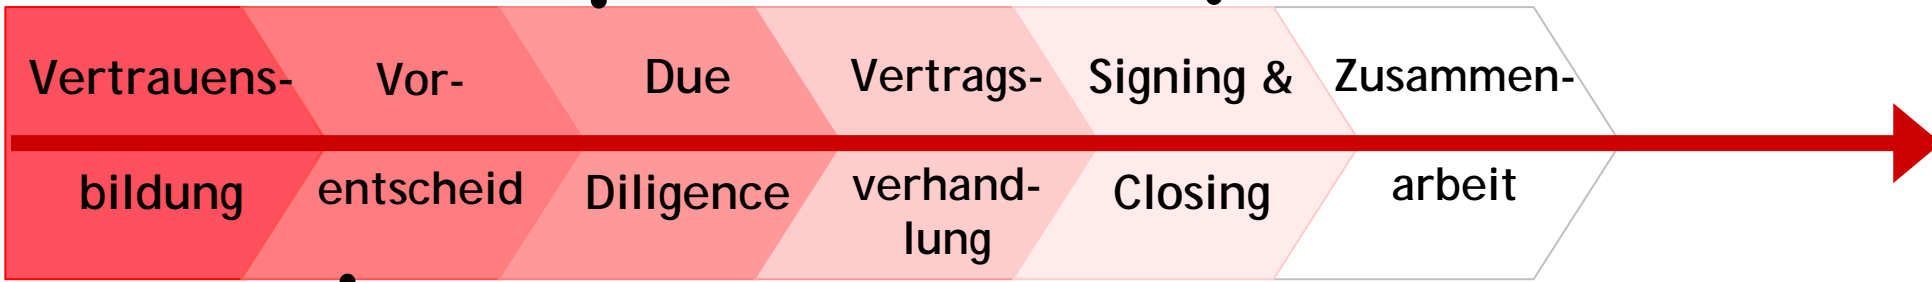 Vertrauens-
bildung
Vor-
entscheid
Due
Diligence
Vertrags-
verhand-
lung
Signing &
Closing
Zusammen-
arbeit